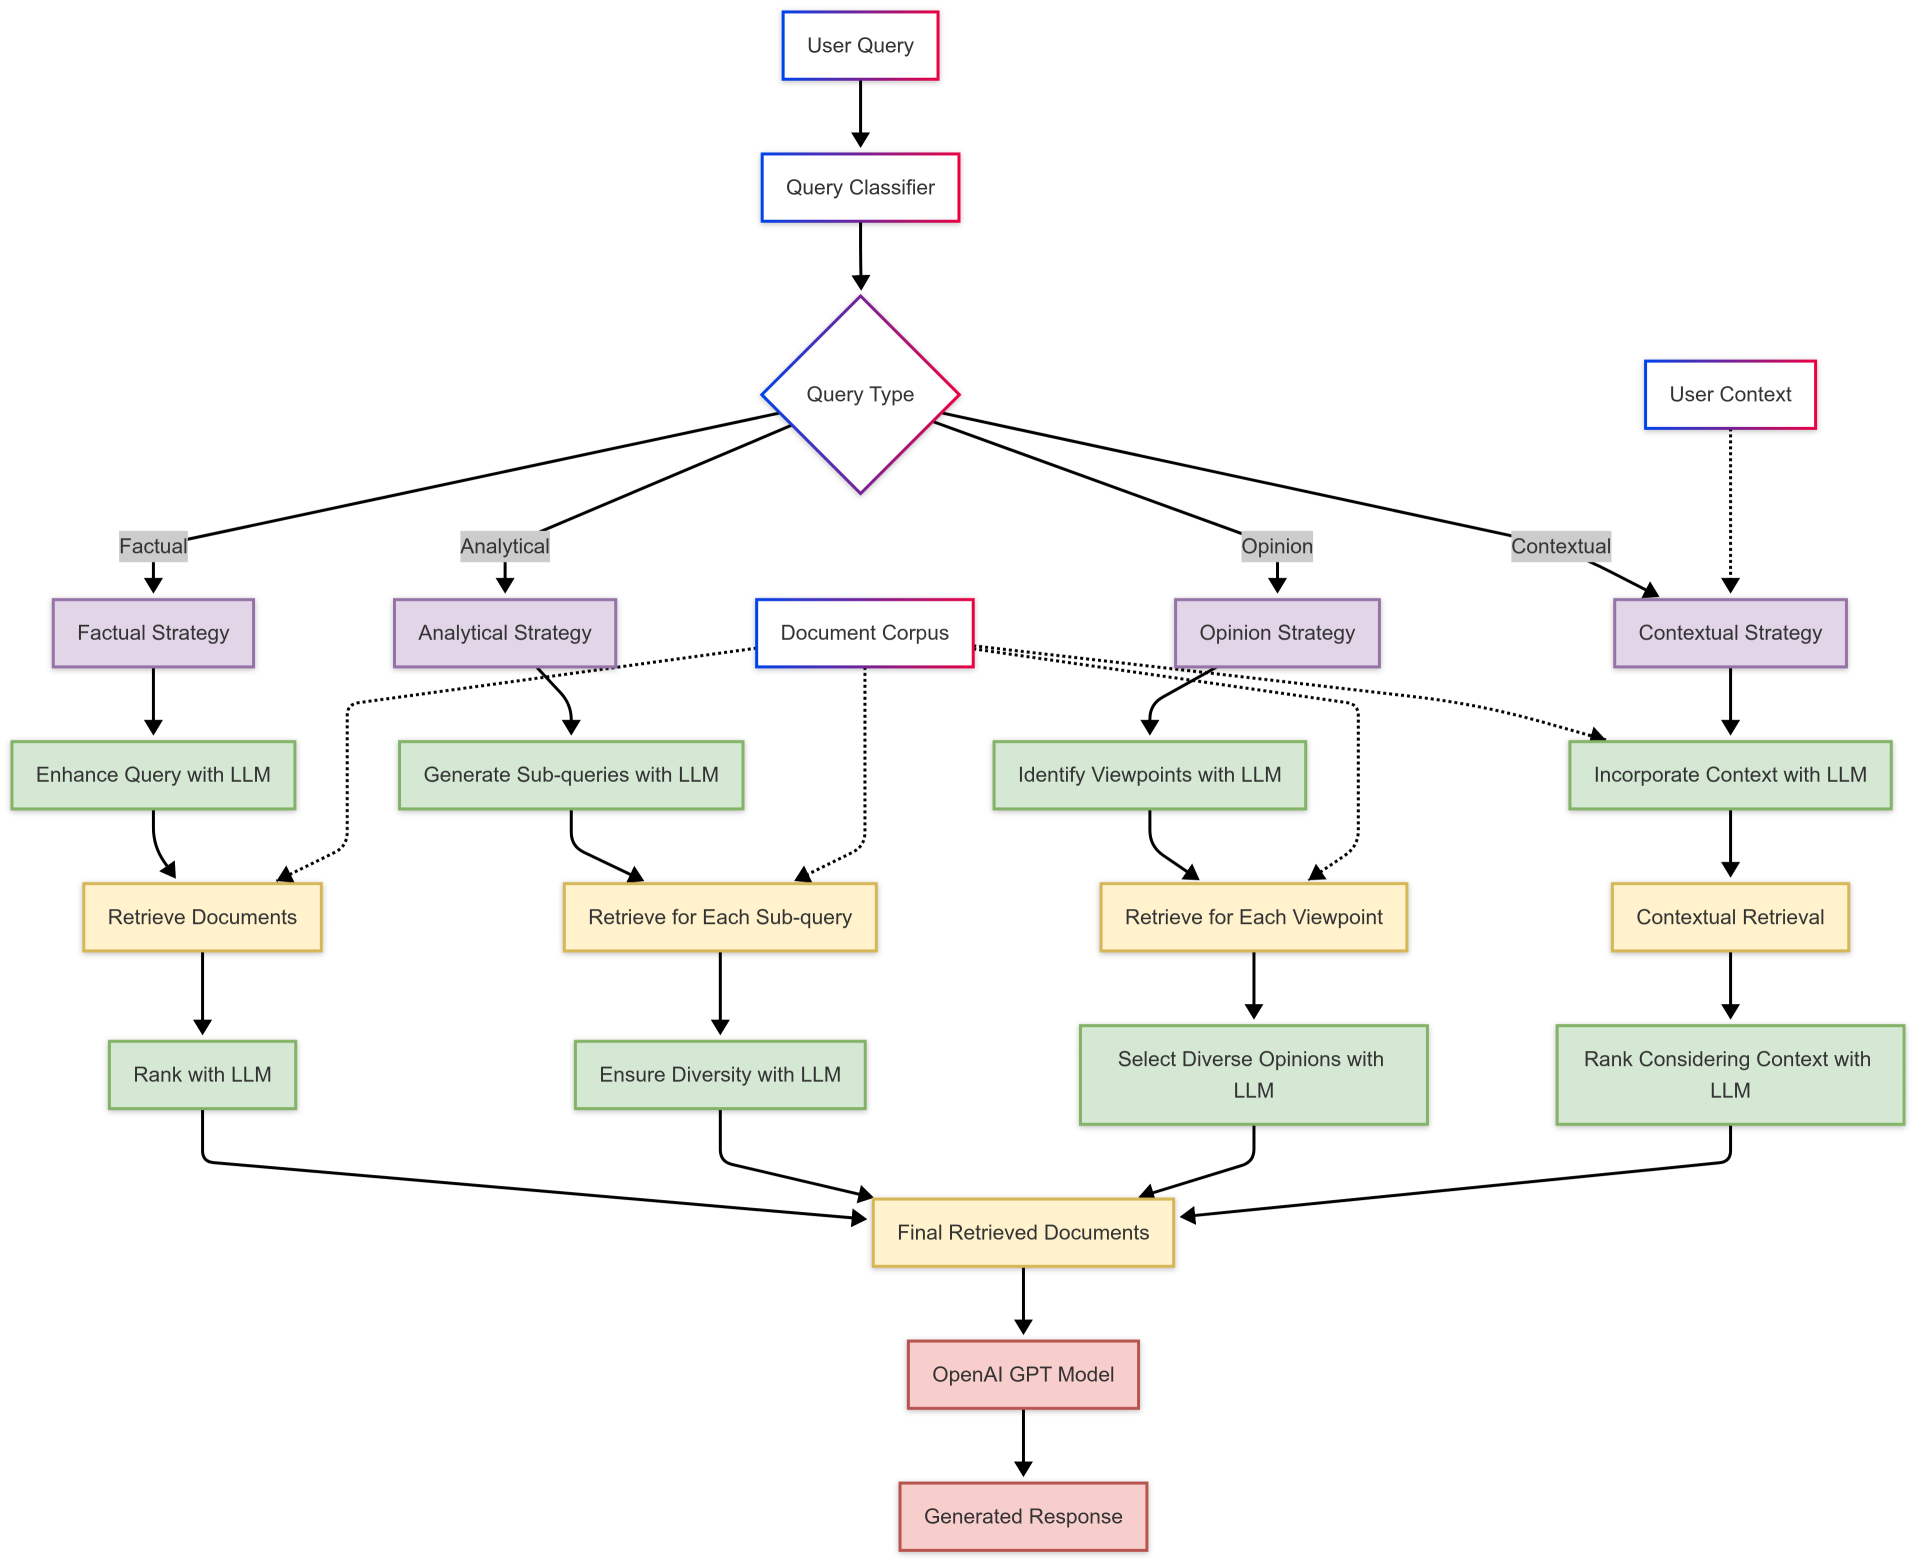 User Query
Query Classifier
Query Type
User Context
Factual
Analytical
Opinion
Contextual
Factual Strategy
Analytical Strategy
Document Corpus
Opinion Strategy
Contextual Strategy
Enhance Query with LLM
Generate Sub-queries with LLM
Identify Viewpoints with LLM
Incorporate Context with LLM
Retrieve Documents
Retrieve for Each Sub-query
Retrieve for Each Viewpoint
Contextual Retrieval
Rank with LLM
Ensure Diversity with LLM
Select Diverse Opinions with
LLM
Rank Considering Context with
LLM
Final Retrieved Documents
OpenAI GPT Model
Generated Response